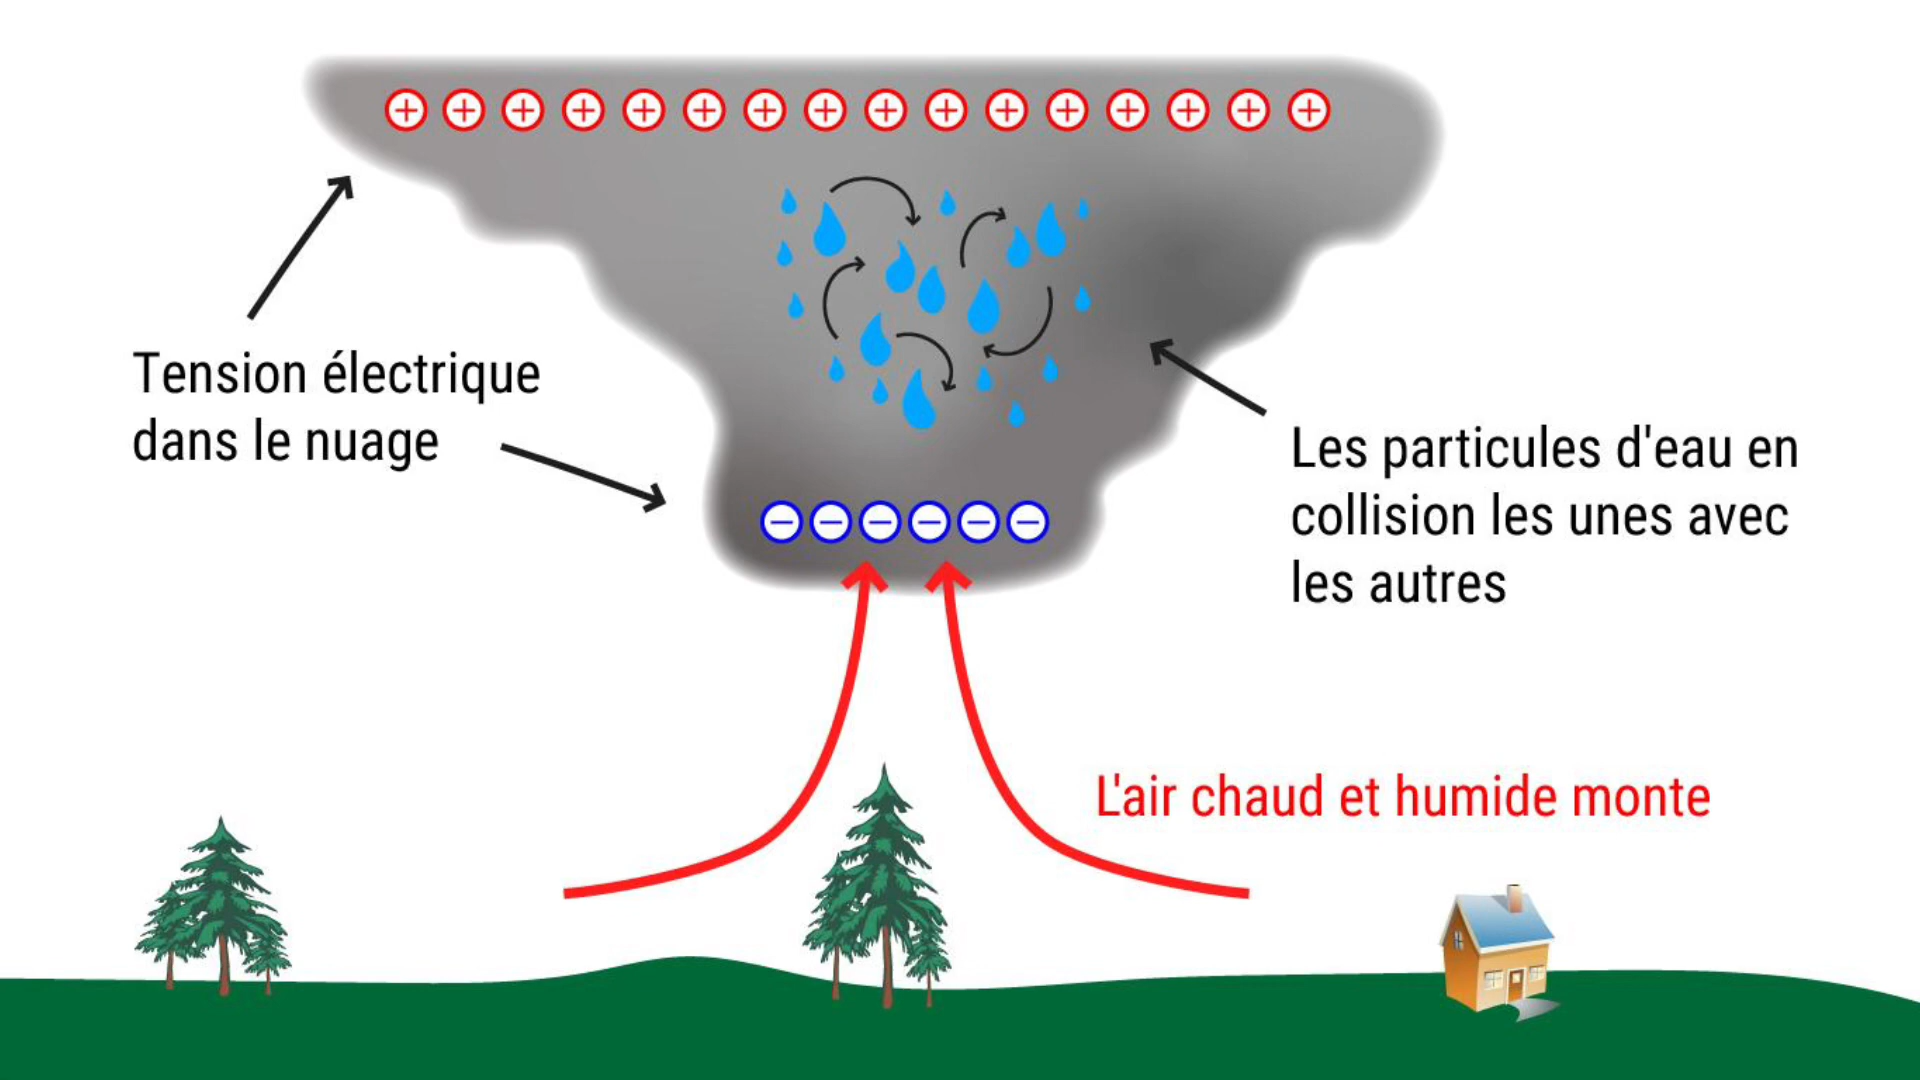 Tension électrique
dans le nuage
Les particules d'eau en
collision les unes avec
les autres
L'air chaud et humide monte